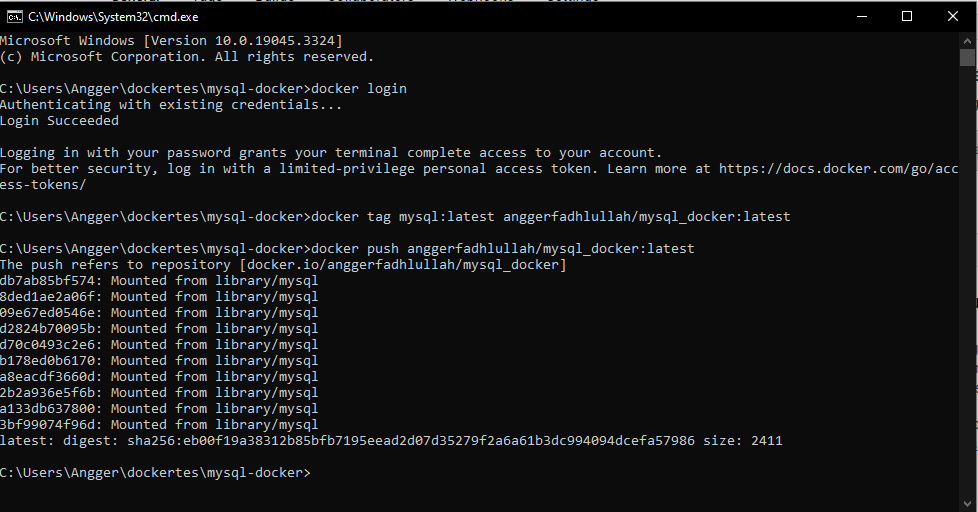 C:\Windows\System32\cmd.exe
Microsoft Windows [Version 10.0.19045.3324]
(c) Microsoft Corporation. All rights reserved.
C:\Users\Angger\dockertes\mysql-docker>docker login
Authenticating with existing credentials...
Login Succeeded
Logging in with your password grants your terminal complete access to your account.
For better security, log in with a limited-privilege personal access token. Learn more at https://docs.docker.com/go/acc
ess-tokens/
C:\Users\Angger\dockertes\mysql-docker>docker tag mysql:latest anggerfadhlullah/mysql_docker:latest
C:\Users\Angger\dockertes\mysql-docker>docker push anggerfadhlullah/mysql_docker:latest
The push refers to repository [docker.io/anggerfadhlullah/mysql_docker]
db7ab85bf574: Mounted from library/mysql
8ded1ae2a06f: Mounted from library/mysql
09e67ed0546e: Mounted from library/mysql
d2824b70095b: Mounted from library/mysql
d70c0493c2e6: Mounted from library/mysql
b178ed0b6170: Mounted from library/mysql
a8eacdf3660d: Mounted from library/mysql
2b2a936e5f6b: Mounted from library/mysql
a133db637800: Mounted from library/mysql
3bf99074f96d: Mounted from library/mysql
latest: digest: sha256:eb00f19a38312b85bfb7195eead2d07d35279f2a6a61b3dc994094dcefa57986 size: 2411
C:\Users\Angger\dockertes\mysql-docker>